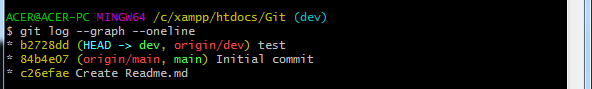 ACER@ACER-PC MINGW64 /c/xampp/htdocs/Git (dev)
$ git log --graph --oneline
* b2728dd (HEAD -> dev, origin/dev) test
* 84b4e07 (origin/main, main) Initial commit
* c26efae Create Readme.md